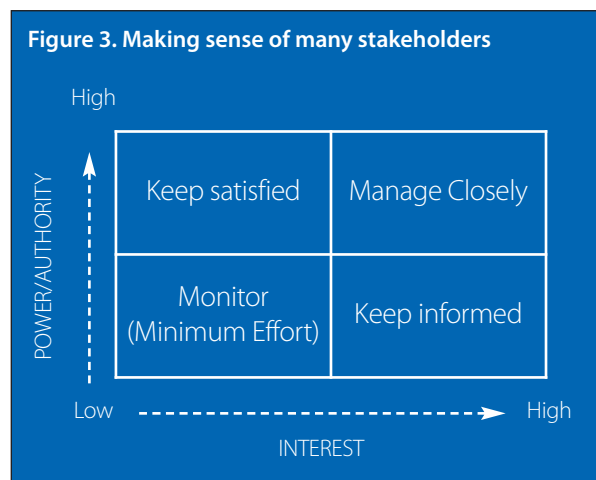 Figure 3. Making sense of many stakeholders
High
POWER/AUTHORITY
Keep satisfied
Manage Closely
Monitor
(Minimum Effort)
Keep informed
Low
High
INTEREST